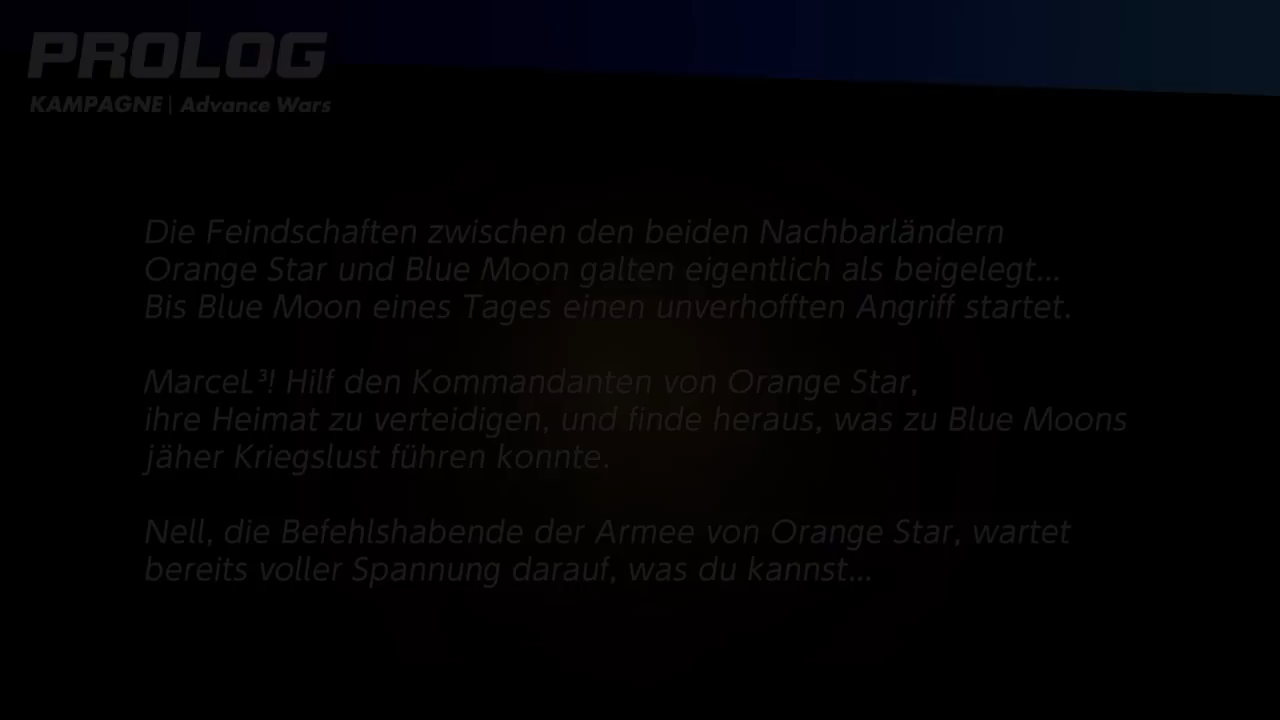 PROLOG
KAMPAGNE | Advance Wars
Die Feindschaften zwischen den beiden Nachbarländern
Orange Star und Blue Moon galten eigentlich als beigelegt...
Bis Blue Moon eines Tages einen unverhofften Angriff startet.
MarceL³! Hilf den Kommandanten von Orange Star,
ihre Heimat zu verteidigen, und finde heraus, was zu Blue Moons
jäher Kriegslust führen konnte.
Nell, die Befehlshabende der Armee von Orange Star, wartet
bereits voller Spannung darauf, was du kannst...